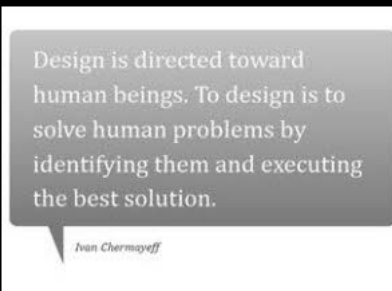 Design is directed toward
human beings. To design is to
solve human problems by
identifying them and executing
the best solution.
Ivan Chermayeff